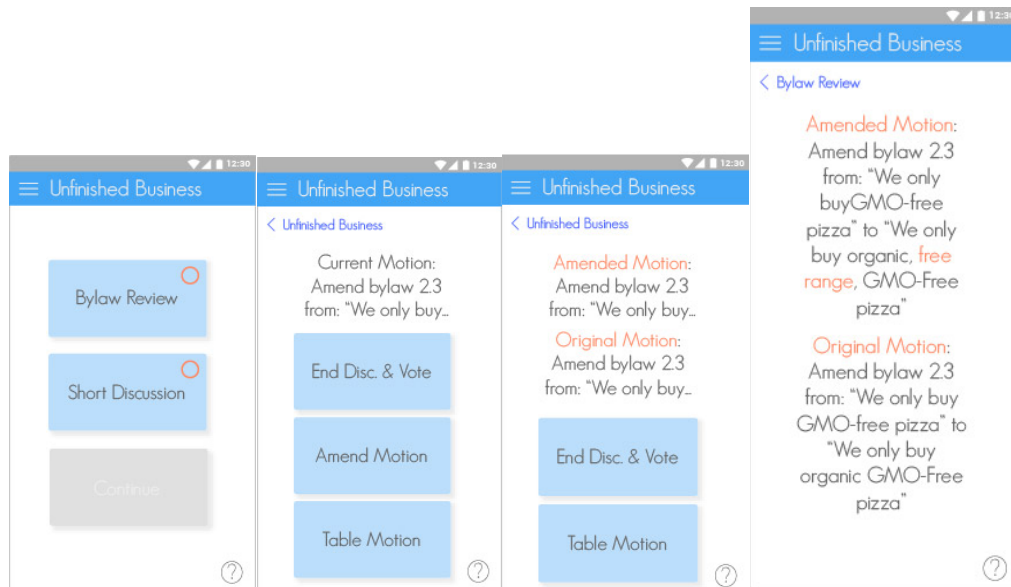 12:30
Unfinished Business
Bylaw Review
Short Discussion
Continue
?
12:30
Unfinished Business
< Unfinished Business
Current Motion:
Amend bylaw 2.3
from: “We only buy...
End Disc. & Vote
Amend Motion
Table Motion
?
12:30
Unfinished Business
< Unfinished Business
Amended Motion:
Amend bylaw 2.3
from: “We only buy...
Original Motion:
Amend bylaw 2.3
from: “We only buy...
End Disc. & Vote
Table Motion
?
12:30
Unfinished Business
< Bylaw Review
Amended Motion:
Amend bylaw 2.3
from: “We only
buyGMO-free
pizza” to “We only
buy organic, free
range, GMO-Free
pizza”
Original Motion:
Amend bylaw 2.3
from: “We only buy
GMO-free pizza” to
“We only buy
organic GMO-Free
pizza”
?